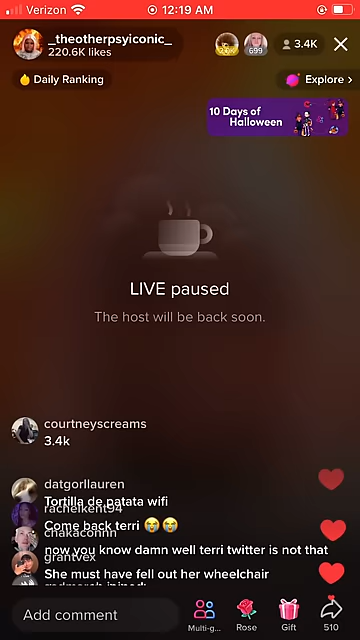 Verizon 12:19 AM
_theotherpsyiconic_
220.6K likes
699
3.4K
Daily Ranking
Explore >
10 Days of
Halloween
LIVE paused
The host will be back soon.
courtneyscreams
3.4k
datgorllauren
Tortilla de patata wifi
rachelkent94
Come back terri 😭😭
chakaconnn
now you know damn well terri twitter is not that
grantvex
She must have fell out her wheelchair
joined
Add comment
Multi-g...
Rose
Gift
510